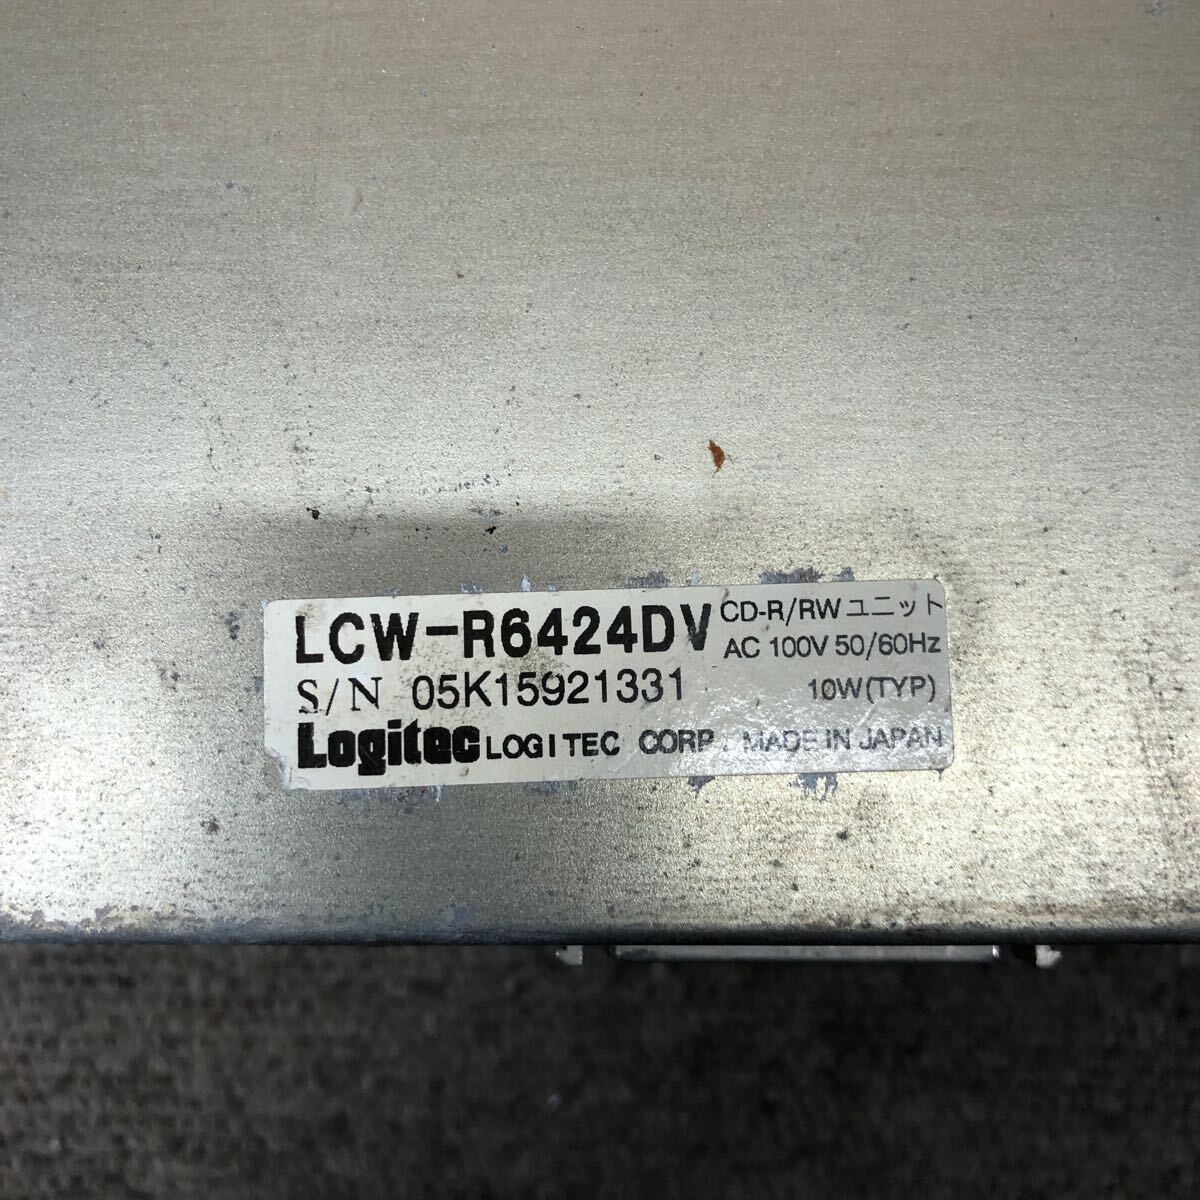 LCW-R6424DV CD-R/RWユニット
AC 100V 50/60Hz
S/N 05K15921331 10W(TYP)
Logitec LOGITEC CORP. MADE IN JAPAN